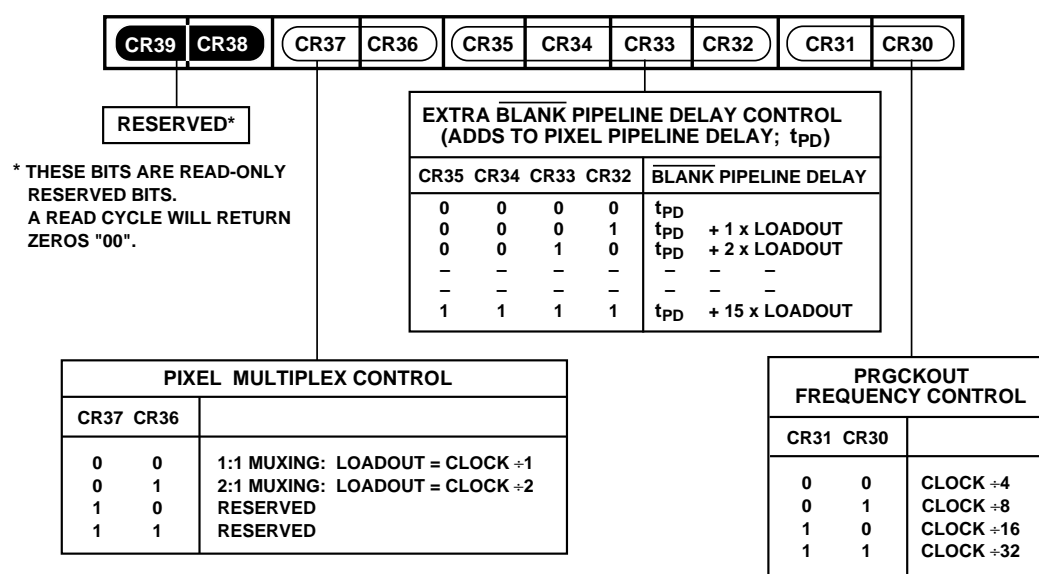 CR39 CR38 CR37 CR36 CR35 CR34 CR33 CR32 CR31 CR30
RESERVED*
* THESE BITS ARE READ-ONLY
RESERVED BITS.
A READ CYCLE WILL RETURN
ZEROS "00".
EXTRA BLANK PIPELINE DELAY CONTROL
(ADDS TO PIXEL PIPELINE DELAY; tPD)
CR35 CR34 CR33 CR32 BLANK PIPELINE DELAY
0 0 0 0 tPD
0 0 0 1 tPD + 1 x LOADOUT
0 0 1 0 tPD + 2 x LOADOUT
– – – – – – –
– – – – – – –
1 1 1 1 tPD + 15 x LOADOUT
PIXEL MULTIPLEX CONTROL
CR37 CR36
0 0 1:1 MUXING: LOADOUT = CLOCK ÷1
0 1 2:1 MUXING: LOADOUT = CLOCK ÷2
1 0 RESERVED
1 1 RESERVED
PRGCKOUT
FREQUENCY CONTROL
CR31 CR30
0 0 CLOCK ÷4
0 1 CLOCK ÷8
1 0 CLOCK ÷16
1 1 CLOCK ÷32